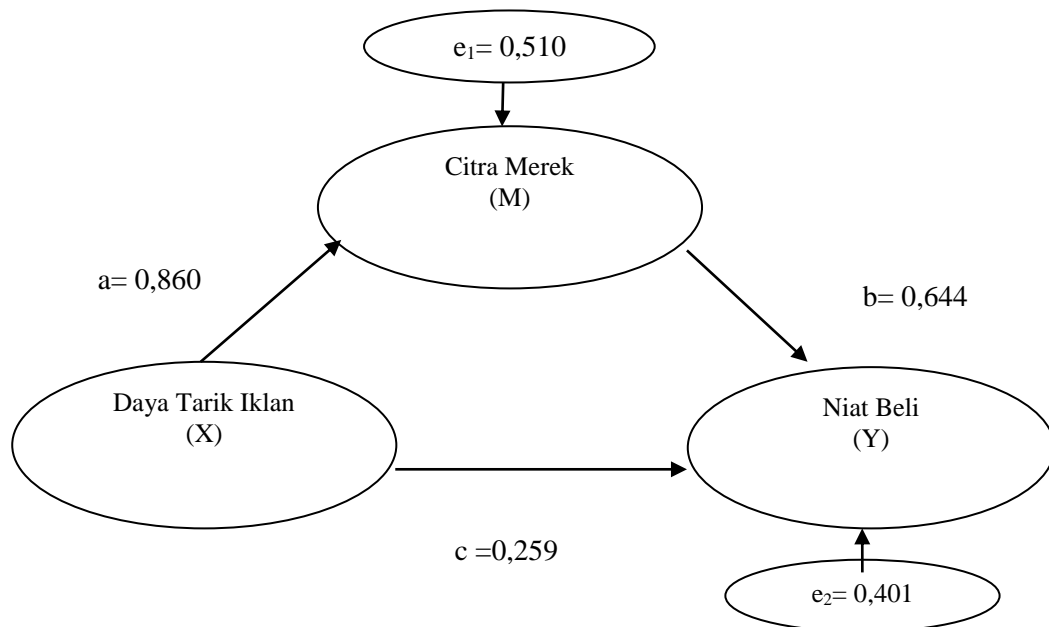 e₁= 0,510
Citra Merek
(M)
a= 0,860
b= 0,644
Daya Tarik Iklan
(X)
Niat Beli
(Y)
c =0,259
e₂= 0,401